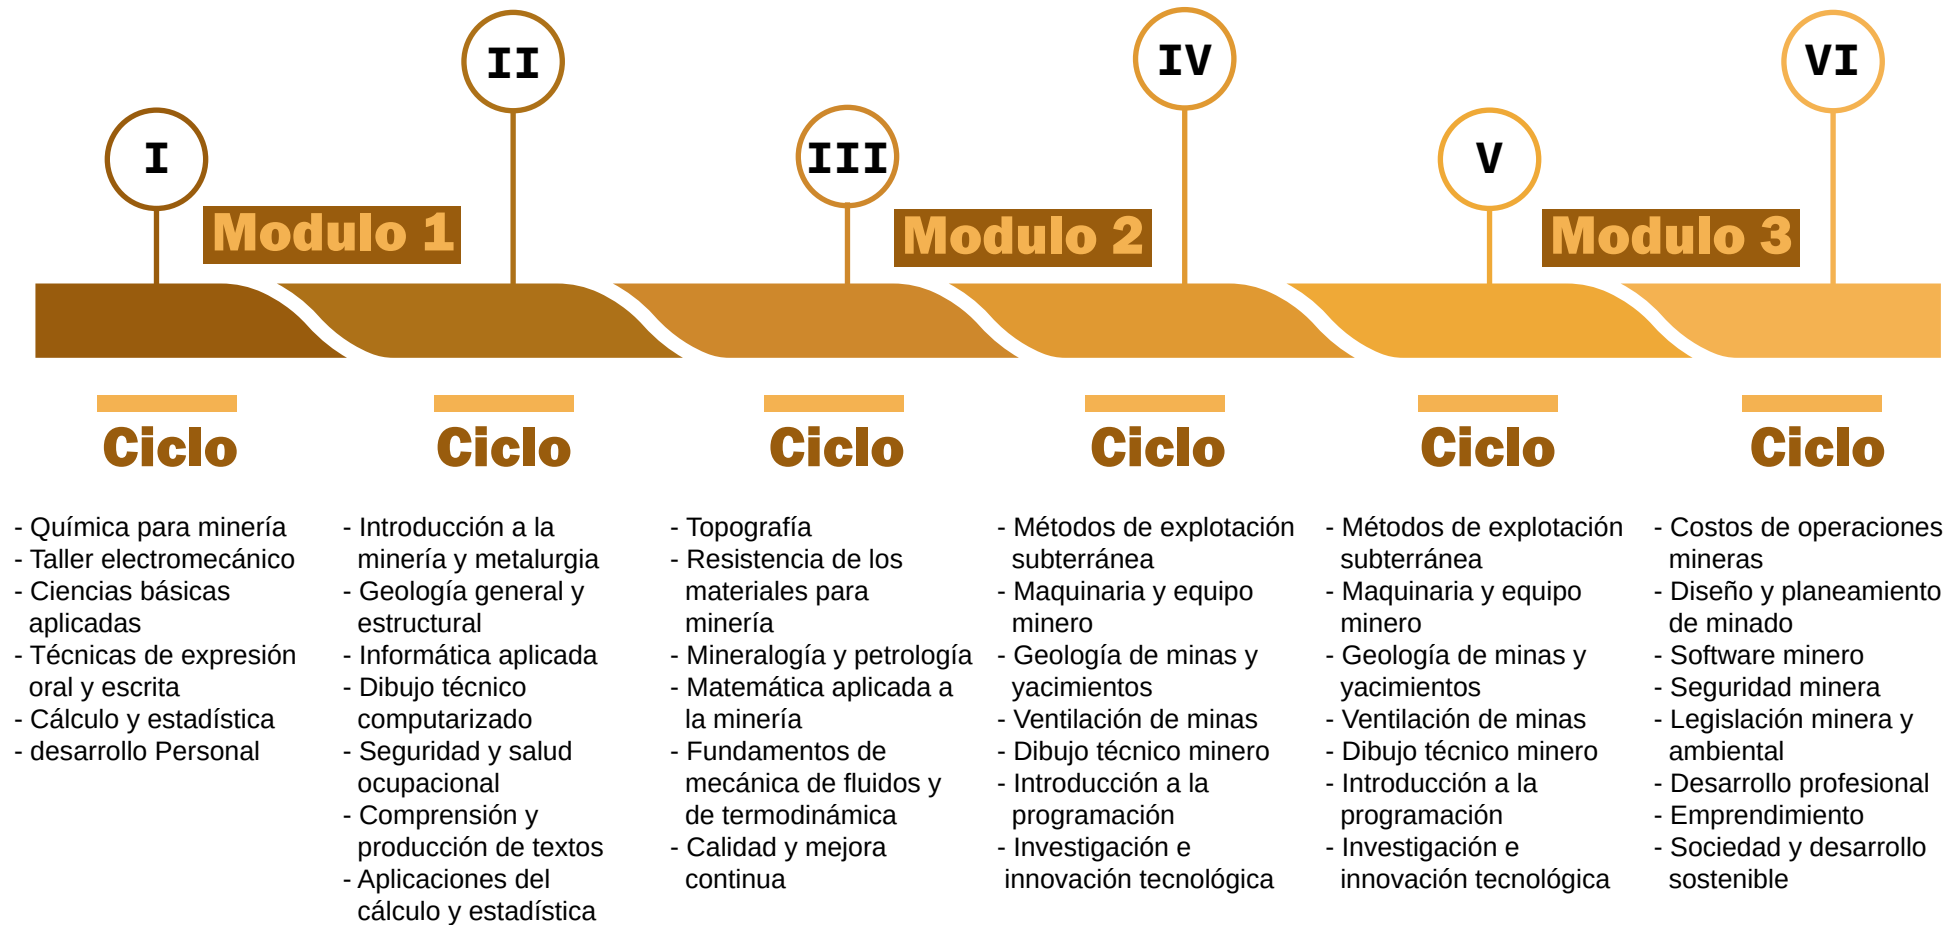 I
II
III
IV
V
VI
Modulo 1
Modulo 2
Modulo 3
Ciclo
- Química para minería
- Taller electromecánico
- Ciencias básicas
aplicadas
- Técnicas de expresión
oral y escrita
- Cálculo y estadística
- desarrollo Personal
Ciclo
- Introducción a la
minería y metalurgia
- Geología general y
estructural
- Informática aplicada
- Dibujo técnico
computarizado
- Seguridad y salud
ocupacional
- Comprensión y
producción de textos
- Aplicaciones del
cálculo y estadística
Ciclo
- Topografía
- Resistencia de los
materiales para
minería
- Mineralogía y petrología
- Matemática aplicada a
la minería
- Fundamentos de
mecánica de fluidos y
de termodinámica
- Calidad y mejora
continua
Ciclo
- Métodos de explotación
subterránea
- Maquinaria y equipo
minero
- Geología de minas y
yacimientos
- Ventilación de minas
- Dibujo técnico minero
- Introducción a la
programación
- Investigación e
innovación tecnológica
Ciclo
- Métodos de explotación
subterránea
- Maquinaria y equipo
minero
- Geología de minas y
yacimientos
- Ventilación de minas
- Dibujo técnico minero
- Introducción a la
programación
- Investigación e
innovación tecnológica
Ciclo
- Costos de operaciones
mineras
- Diseño y planeamiento
de minado
- Software minero
- Seguridad minera
- Legislación minera y
ambiental
- Desarrollo profesional
- Emprendimiento
- Sociedad y desarrollo
sostenible